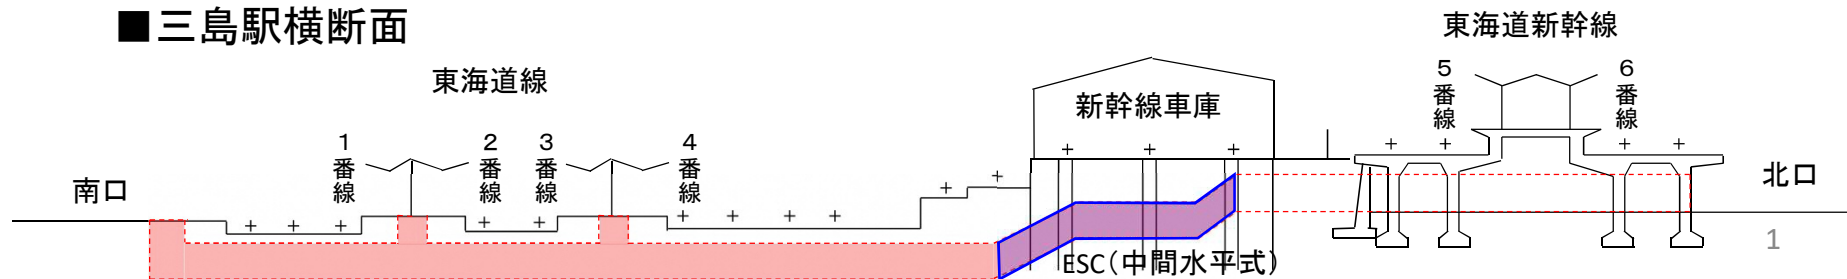 ■三島駅横断面
東海道線
東海道新幹線
新幹線車庫
南口
1番線
2番線
3番線
4番線
5番線
6番線
北口
ESC(中間水平式)
1